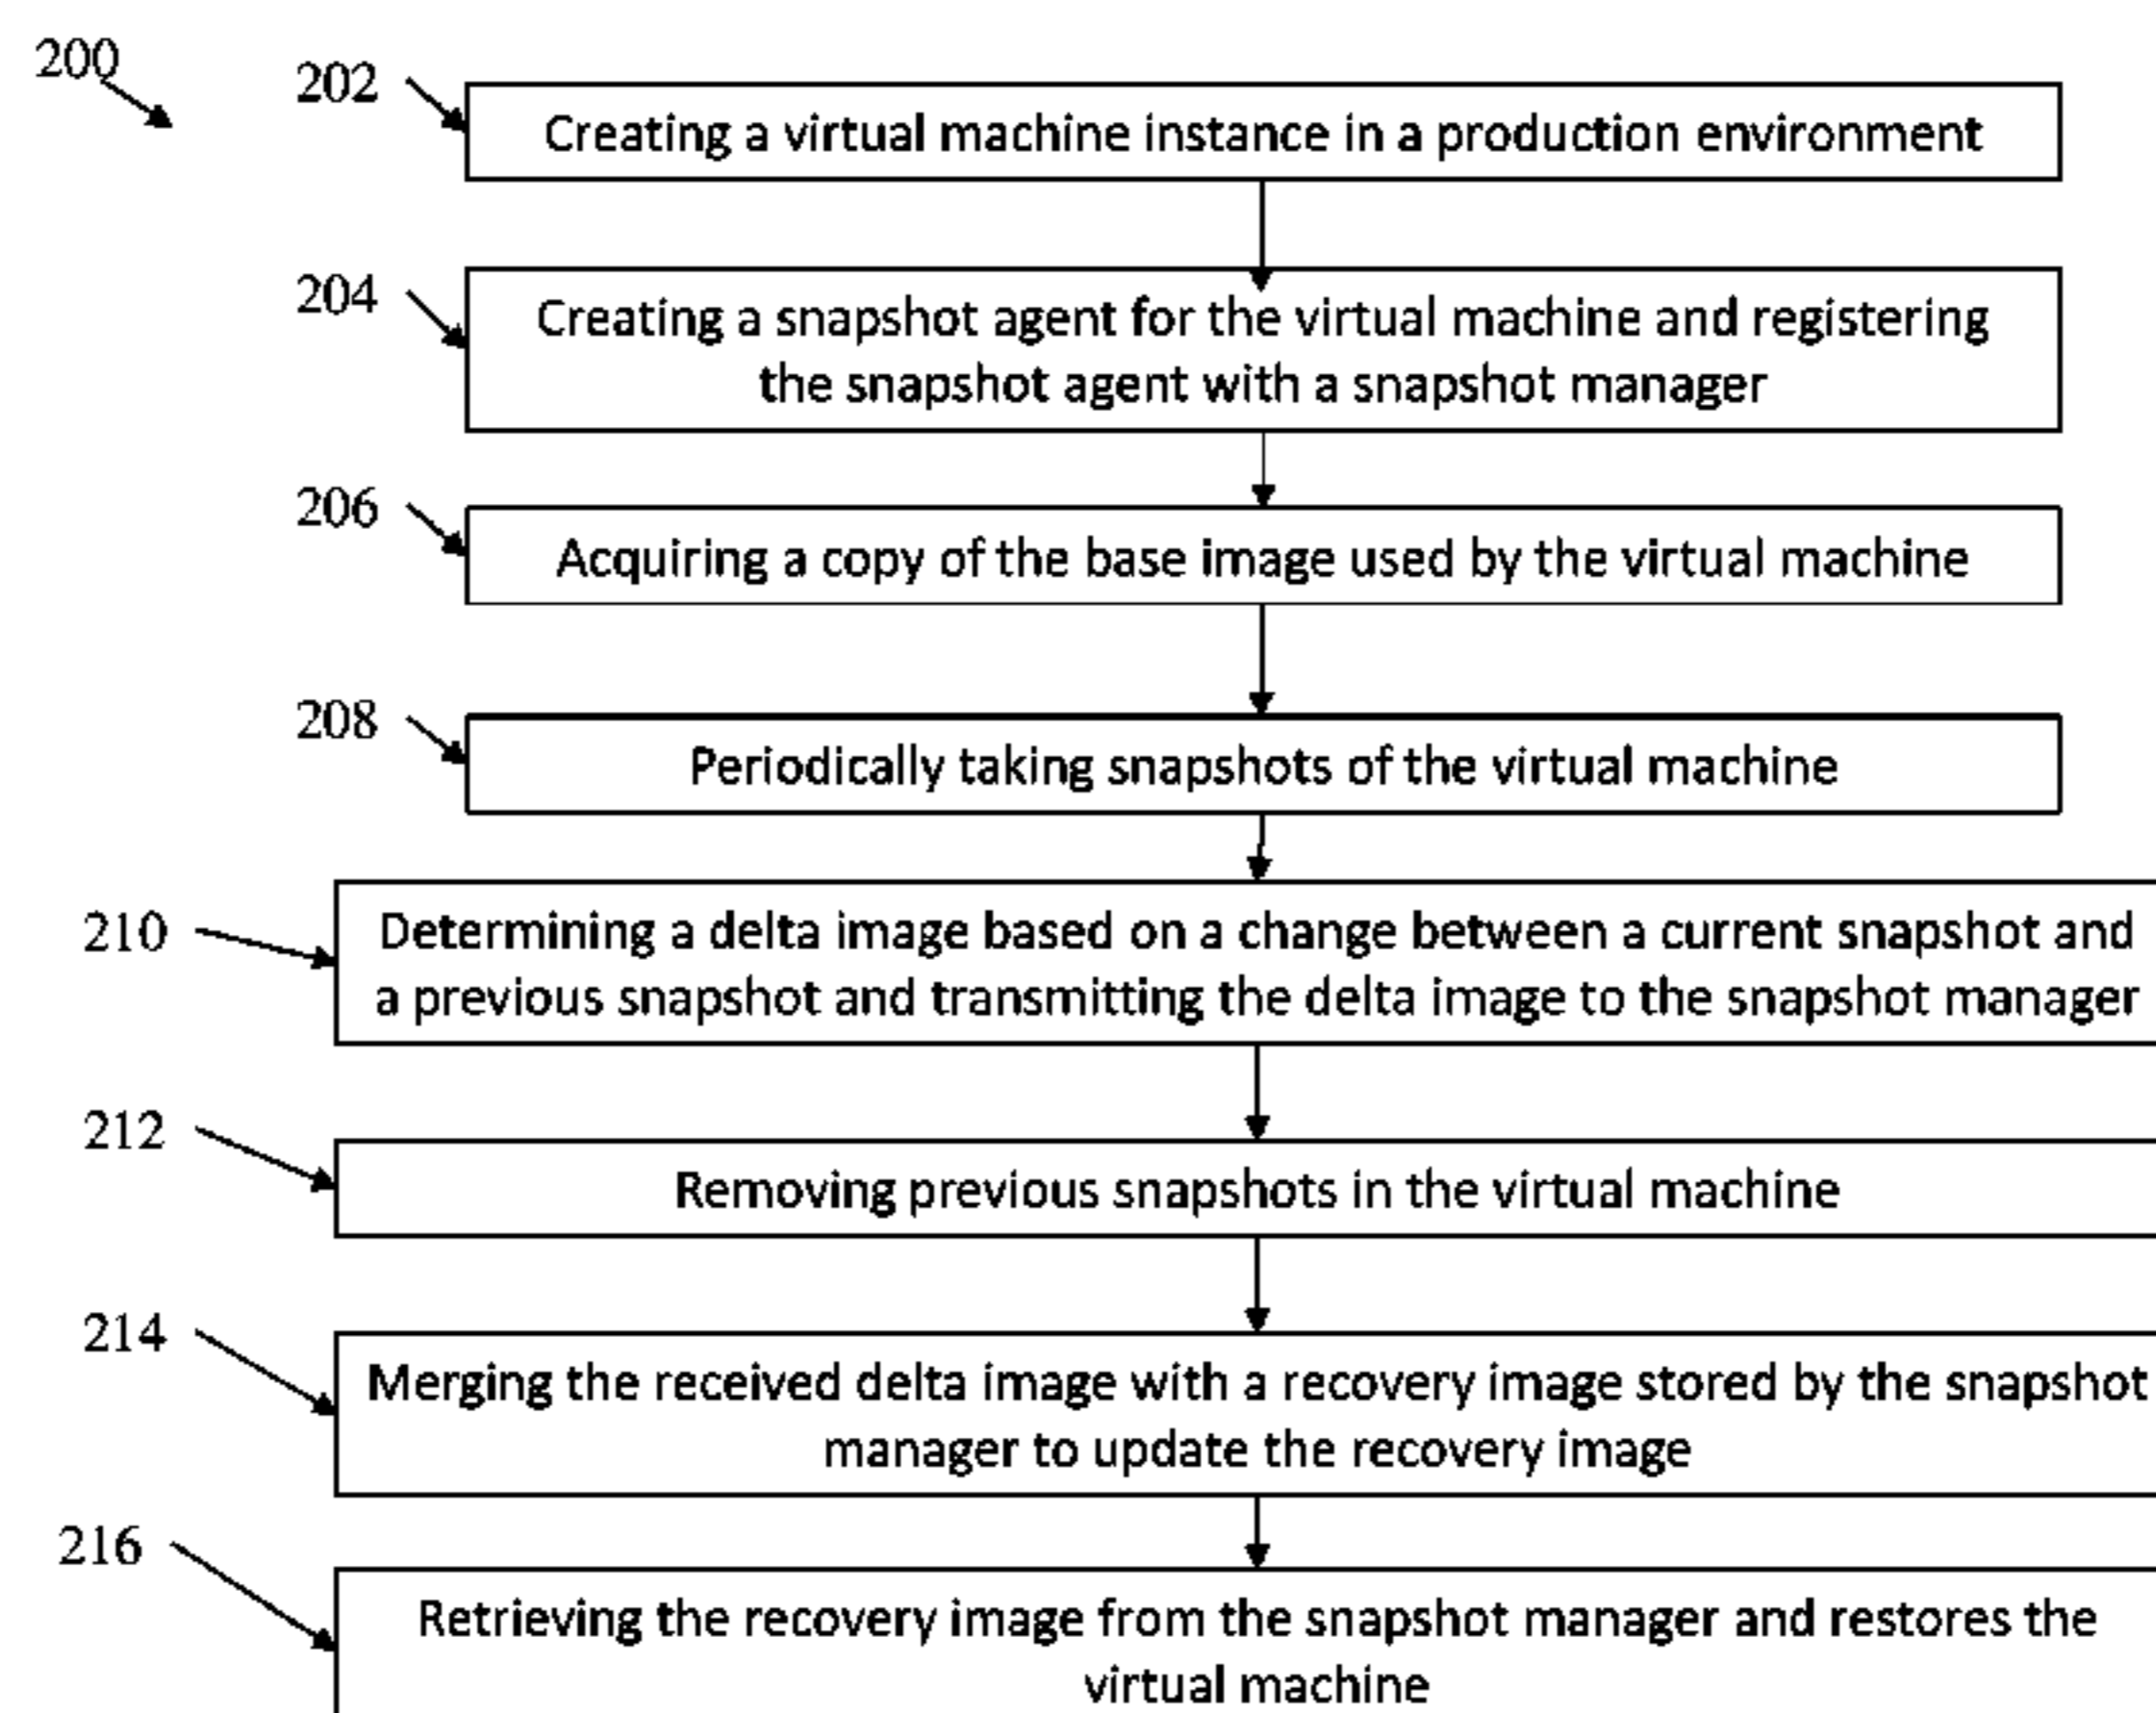 200
202
Creating a virtual machine instance in a production environment
204
Creating a snapshot agent for the virtual machine and registering
the snapshot agent with a snapshot manager
206
Acquiring a copy of the base image used by the virtual machine
208
Periodically taking snapshots of the virtual machine
210
Determining a delta image based on a change between a current snapshot and
a previous snapshot and transmitting the delta image to the snapshot manager
212
Removing previous snapshots in the virtual machine
214
Merging the received delta image with a recovery image stored by the snapshot
manager to update the recovery image
216
Retrieving the recovery image from the snapshot manager and restores the
virtual machine